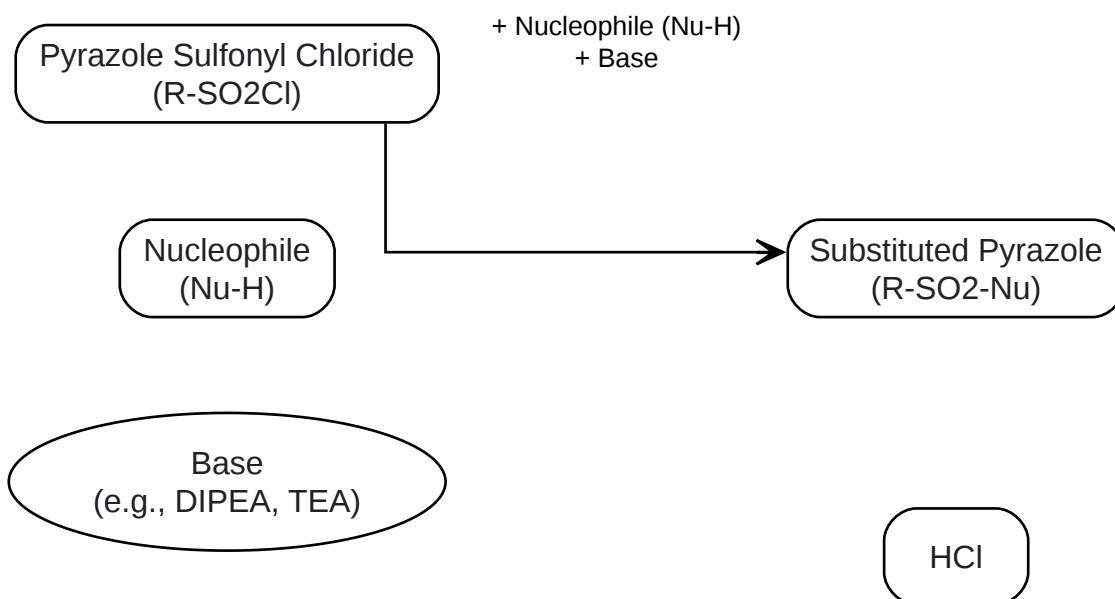 + Nucleophile (Nu-H)
+ Base
Pyrazole Sulfonyl Chloride
(R-SO2Cl)
Nucleophile
(Nu-H)
Substituted Pyrazole
(R-SO2-Nu)
Base
(e.g., DIPEA, TEA)
HCl